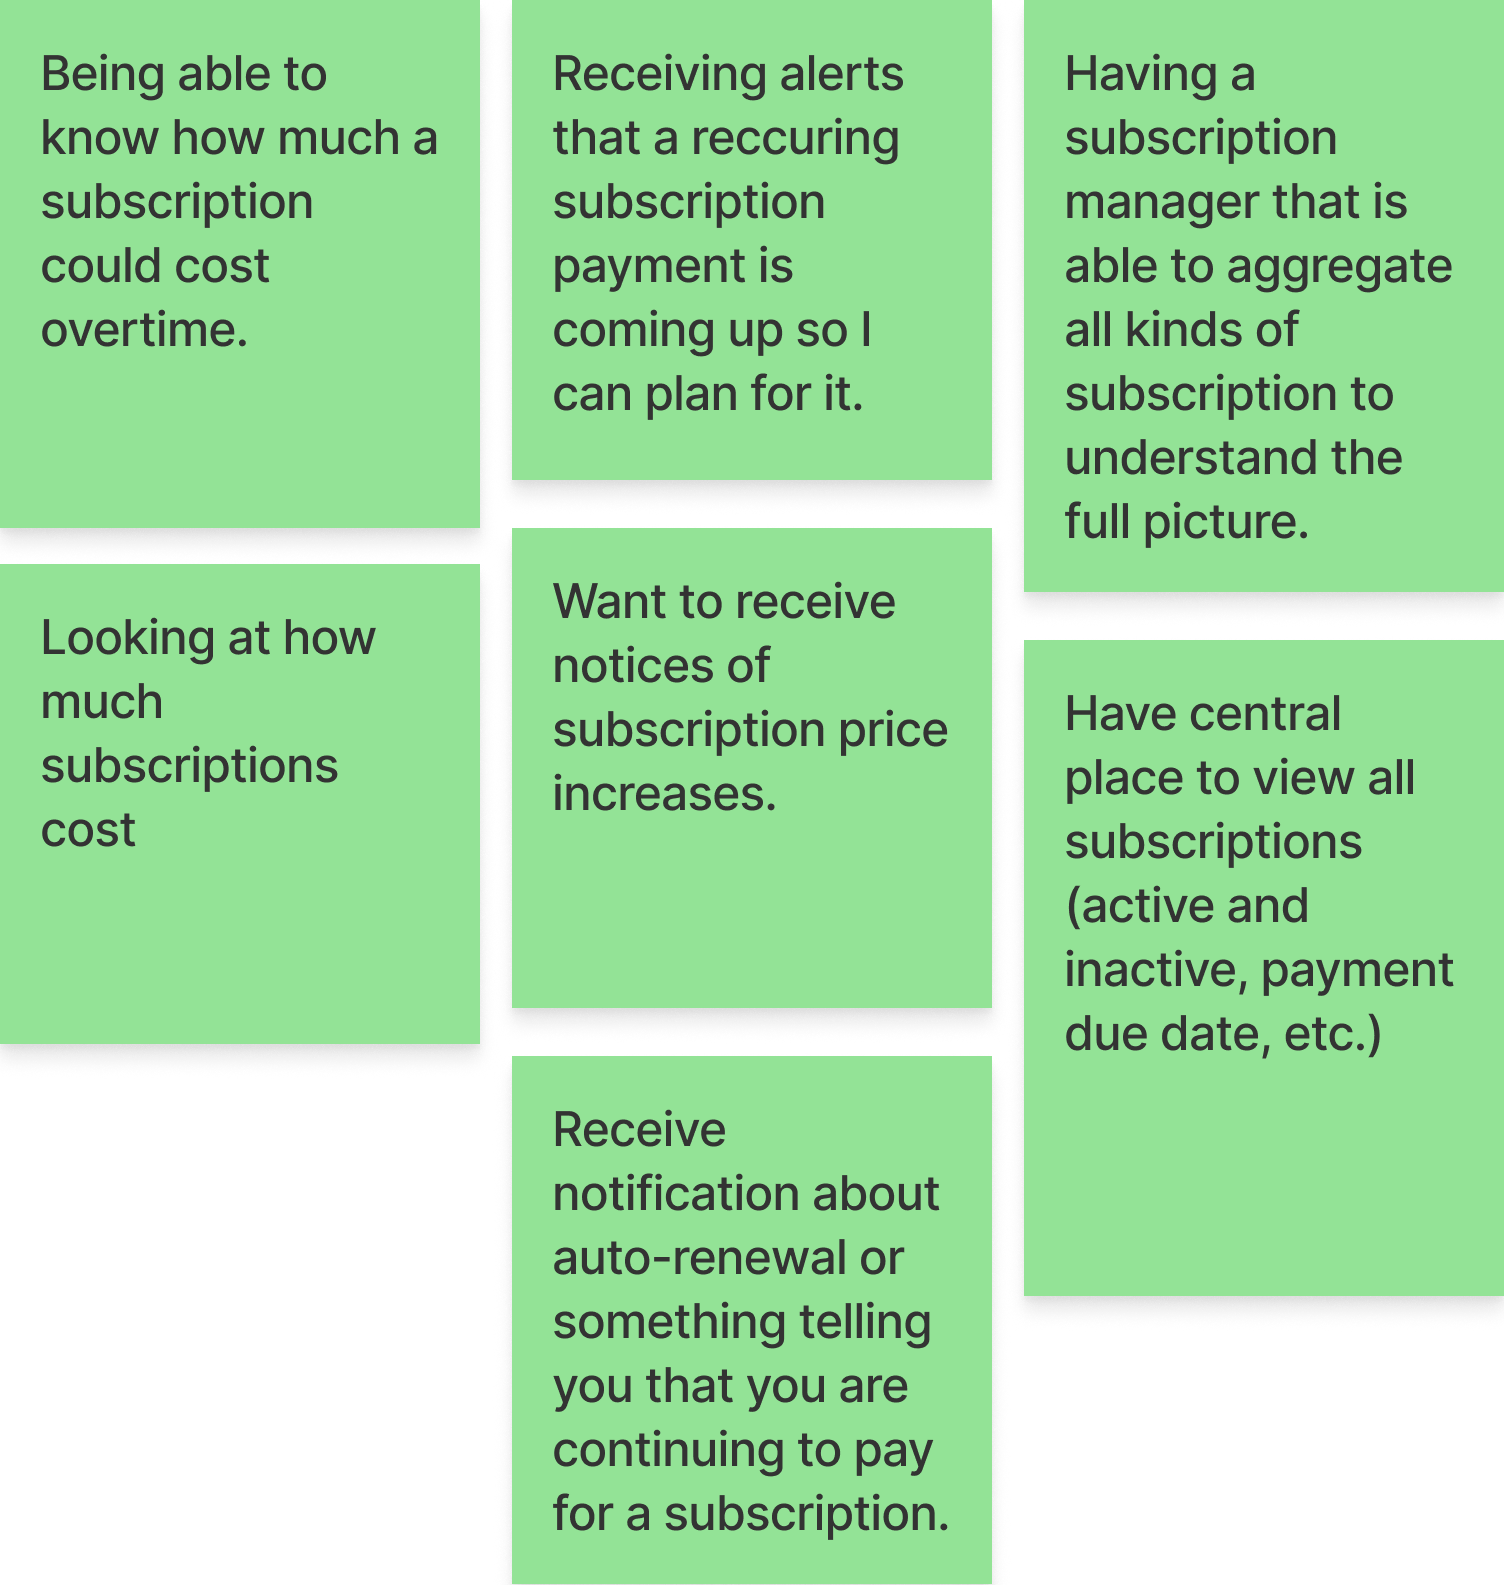 Being able to
know how much a
subscription
could cost
overtime.
Looking at how
much
subscriptions
cost
Receiving alerts
that a reccuring
subscription
payment is
coming up so I
can plan for it.
Want to receive
notices of
subscription price
increases.
Receive
notification about
auto-renewal or
something telling
you that you are
continuing to pay
for a subscription.
Having a
subscription
manager that is
able to aggregate
all kinds of
subscription to
understand the
full picture.
Have central
place to view all
subscriptions
(active and
inactive, payment
due date, etc.)